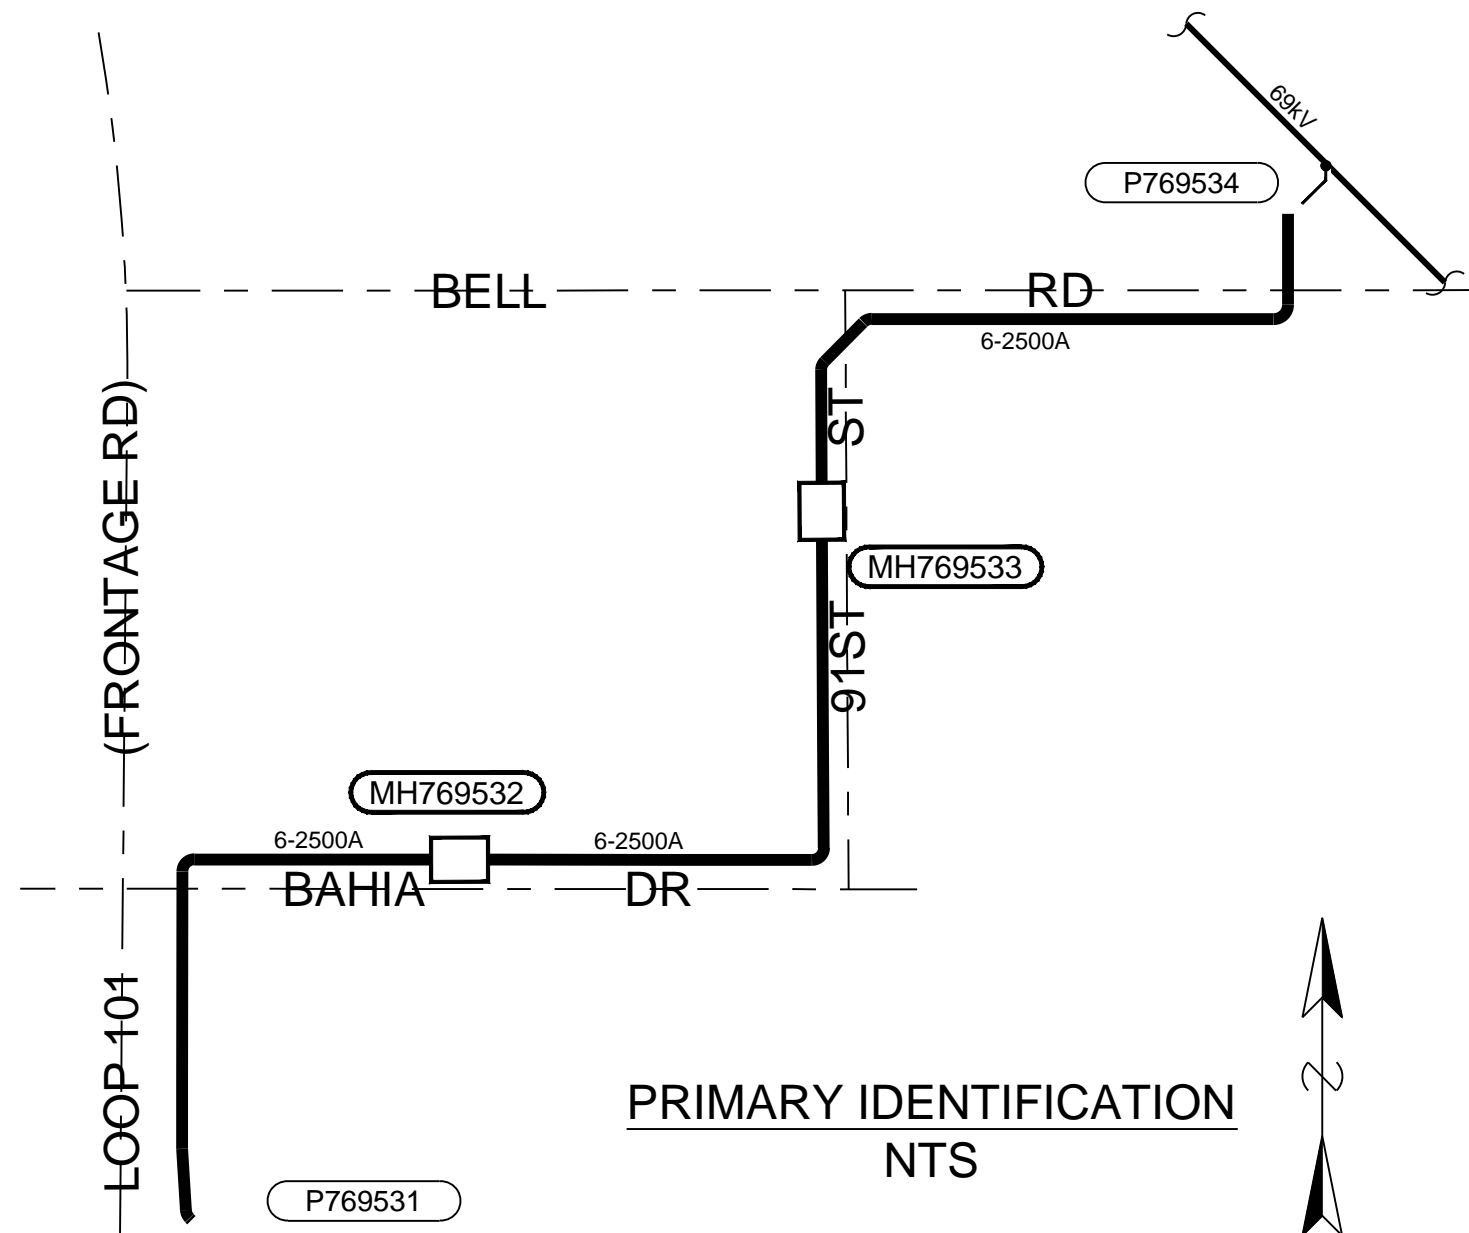 69kV
P769534
BELL RD
6-2500A
(FRONTAGE RD)
91ST ST
MH769533
MH769532
6-2500A
6-2500A
BAHIA DR
LOOP 101
N
PRIMARY IDENTIFICATION
NTS
P769531